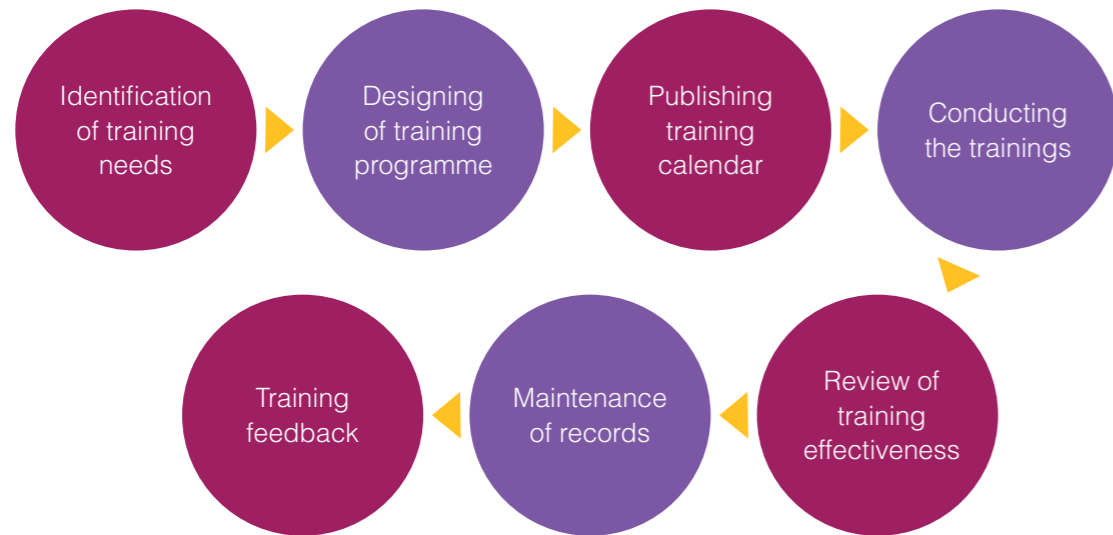 Identification
of training
needs
Designing
of training
programme
Publishing
training
calendar
Conducting
the trainings
Review of
training
effectiveness
Maintenance
of records
Training
feedback